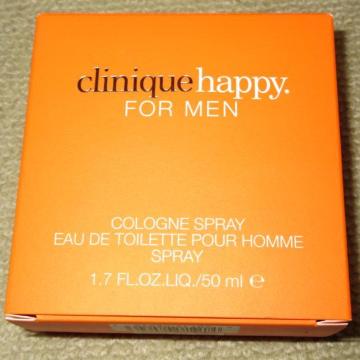 clinique happy.
FOR MEN
COLOGNE SPRAY
EAU DE TOILETTE POUR HOMME
SPRAY
1.7 FL.OZ.LIQ./50 ml ℮